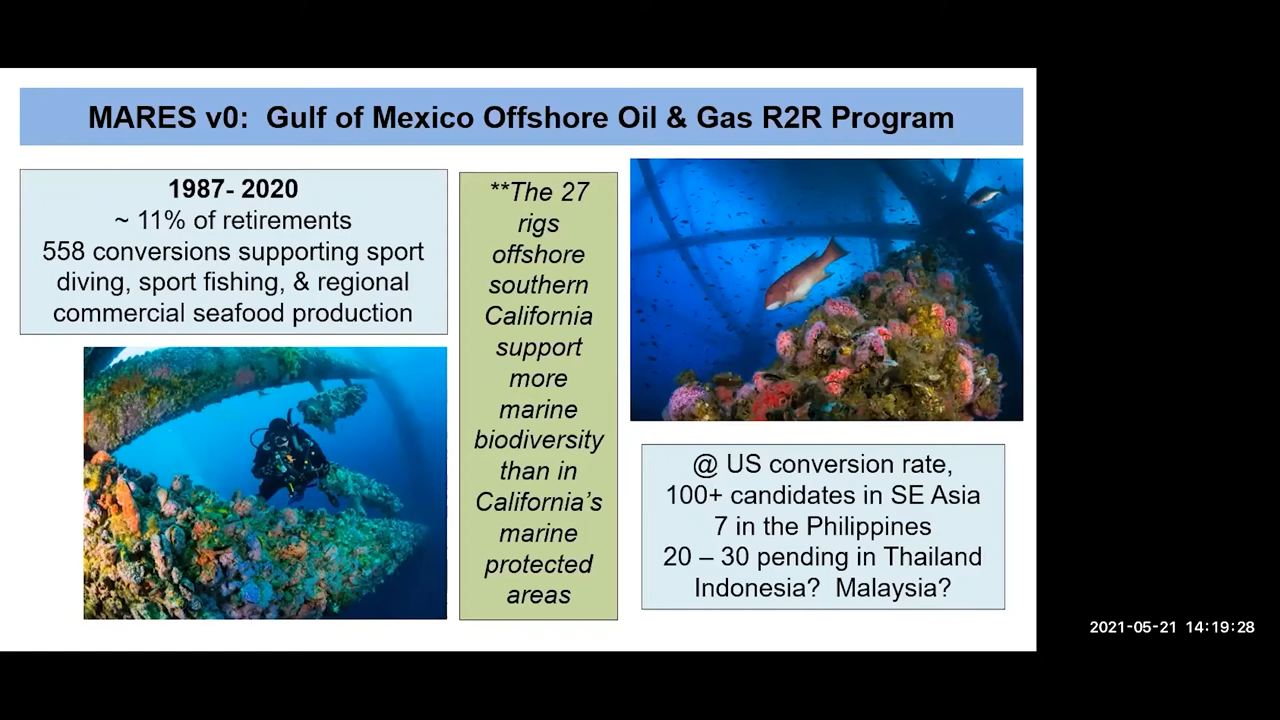 MARES v0: Gulf of Mexico Offshore Oil & Gas R2R Program
1987- 2020
~ 11% of retirements
558 conversions supporting sport
diving, sport fishing, & regional
commercial seafood production
**The 27
rigs
offshore
southern
California
support
more
marine
biodiversity
than in
California's
marine
protected
areas
@ US conversion rate,
100+ candidates in SE Asia
7 in the Philippines
20 – 30 pending in Thailand
Indonesia? Malaysia?
2021-05-21 14:19:28